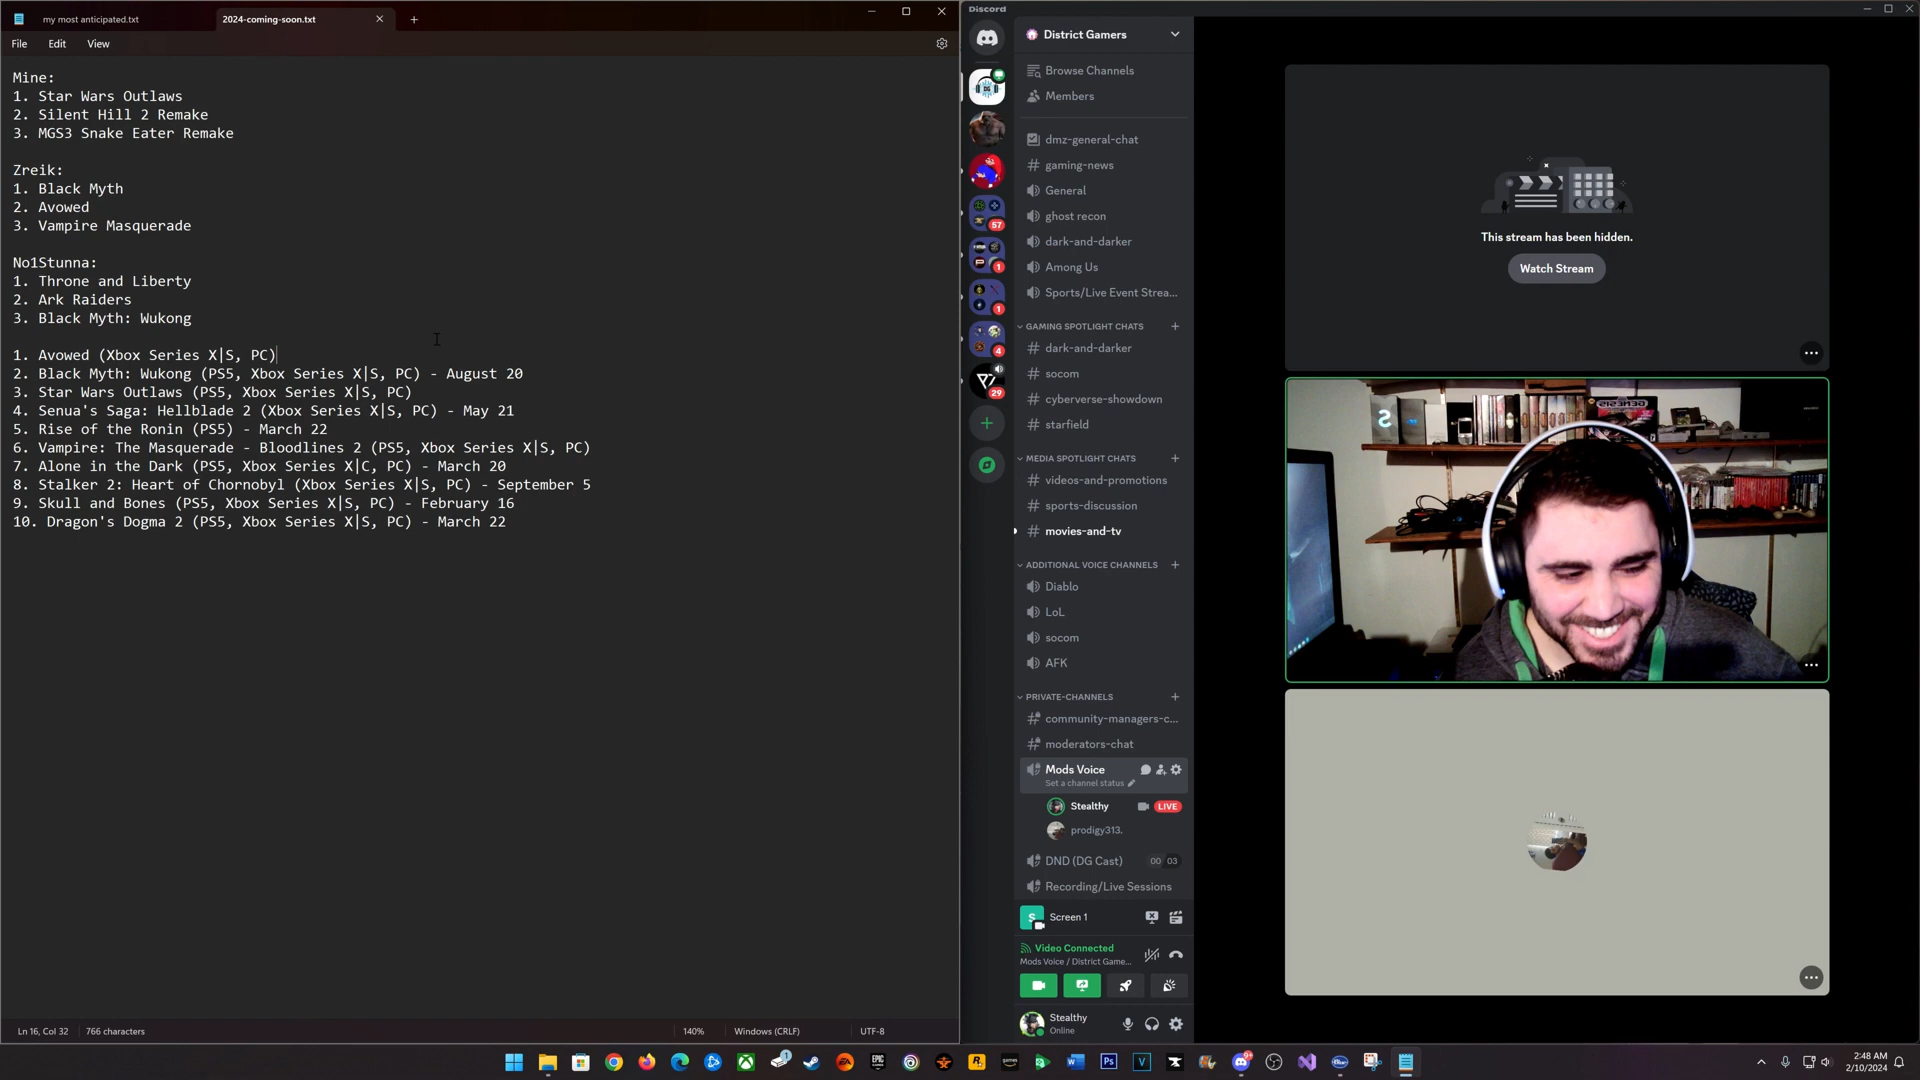 my most anticipated.txt
2024-coming-soon.txt
File
Edit
View
Mine:
1. Star Wars Outlaws
2. Silent Hill 2 Remake
3. MGS3 Snake Eater Remake
Zreik:
1. Black Myth
2. Avowed
3. Vampire Masquerade
No1Stunna:
1. Throne and Liberty
2. Ark Raiders
3. Black Myth: Wukong
1. Avowed (Xbox Series X|S, PC)
2. Black Myth: Wukong (PS5, Xbox Series X|S, PC) - August 20
3. Star Wars Outlaws (PS5, Xbox Series X|S, PC)
4. Senua's Saga: Hellblade 2 (Xbox Series X|S, PC) - May 21
5. Rise of the Ronin (PS5) - March 22
6. Vampire: The Masquerade - Bloodlines 2 (PS5, Xbox Series X|S, PC)
7. Alone in the Dark (PS5, Xbox Series X|C, PC) - March 20
8. Stalker 2: Heart of Chornobyl (Xbox Series X|S, PC) - September 5
9. Skull and Bones (PS5, Xbox Series X|S, PC) - February 16
10. Dragon's Dogma 2 (PS5, Xbox Series X|S, PC) - March 22
Ln 16, Col 32
766 characters
140%
Windows (CRLF)
UTF-8
Discord
DG
57
1
1
4
29
District Gamers
Browse Channels
Members
dmz-general-chat
gaming-news
General
ghost recon
dark-and-darker
Among Us
Sports/Live Event Strea...
GAMING SPOTLIGHT CHATS
dark-and-darker
socom
cyberverse-showdown
starfield
MEDIA SPOTLIGHT CHATS
videos-and-promotions
sports-discussion
movies-and-tv
ADDITIONAL VOICE CHANNELS
Diablo
LoL
socom
AFK
PRIVATE-CHANNELS
community-managers-c...
moderators-chat
Mods Voice
Set a channel status
Stealthy
LIVE
prodigy313.
DND (DG Cast)
00 03
Recording/Live Sessions
S
Screen 1
Video Connected
Mods Voice / District Game...
Stealthy
Online
This stream has been hidden.
Watch Stream
GENESIS
2:48 AM
2/10/2024